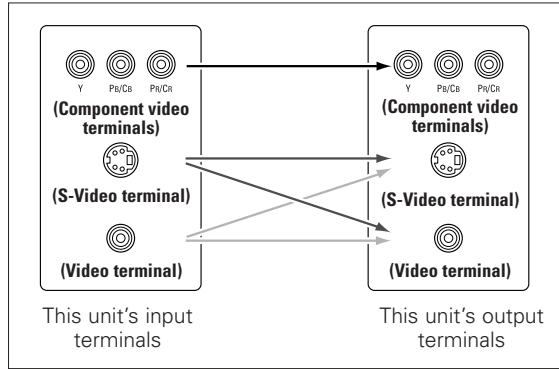 Y PB/CB PR/CR
(Component video
terminals)
(S-Video terminal)
(Video terminal)
This unit's input
terminals
Y PB/CB PR/CR
(Component video
terminals)
(S-Video terminal)
(Video terminal)
This unit's output
terminals